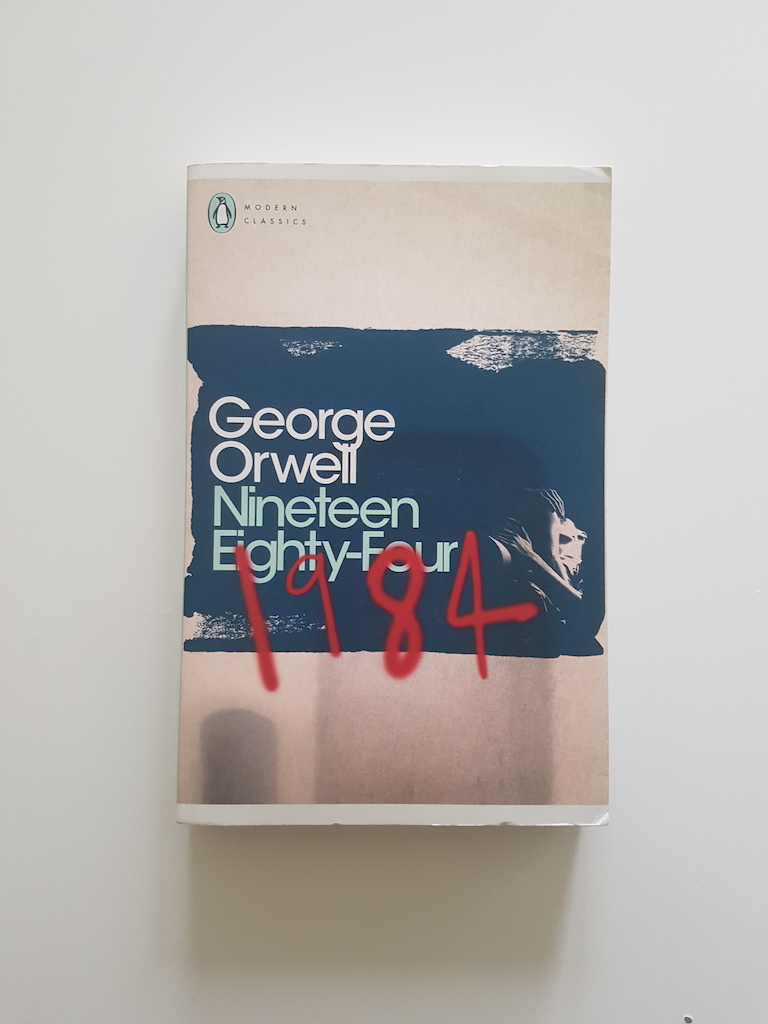 MODERN
CLASSICS
George
Orwell
Nineteen
Eighty-Four
1984